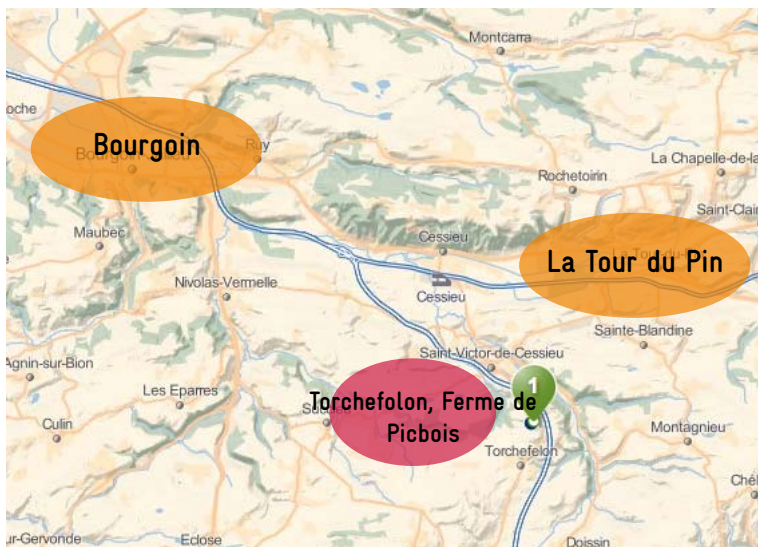 Montcarra
oche
Bourgoin
Ruy
La Chapelle-de-la
Rochetoirin
Saint-Clai
Maubec
Cessieu
La Tour du Pin
Nivolas-Vermelle
Cessieu
Sainte-Blandine
Saint-Victor-de-Cessieu
Agnin-sur-Bion
1
Les Eparres
Torchefolon, Ferme de
Picbois
Culin
Montagnieu
Torchefelon
Chél
ur-Gervonde
Eclose
Doissin